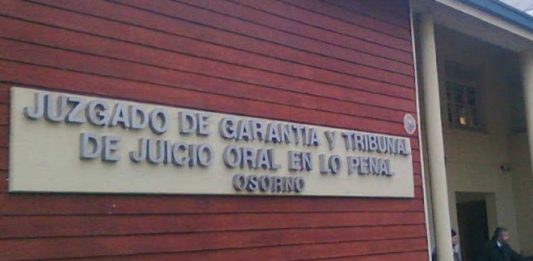 JUZGADO DE GARANTIA Y TRIBUNAL
DE JUICIO ORAL EN LO PENAL
OSORNO